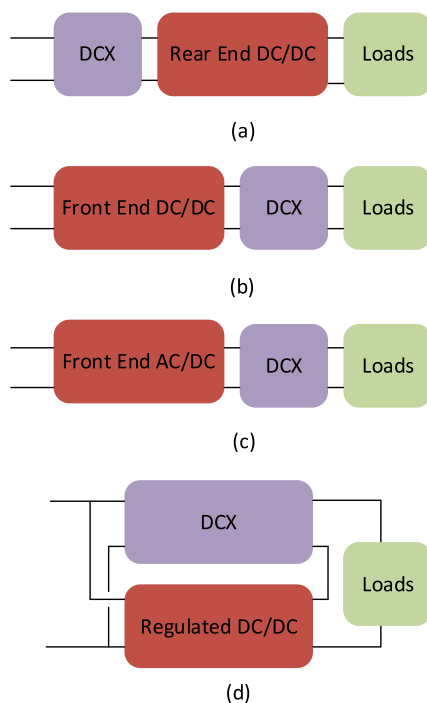 DCX Rear End DC/DC Loads
(a)
Front End DC/DC DCX Loads
(b)
Front End AC/DC DCX Loads
(c)
DCX
Loads
Regulated DC/DC
(d)